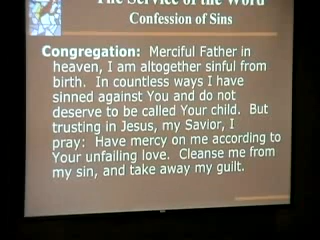 The Service of the Word
Confession of Sins
Congregation: Merciful Father in
heaven, I am altogether sinful from
birth. In countless ways I have
sinned against You and do not
deserve to be called Your child. But
trusting in Jesus, my Savior, I
pray: Have mercy on me according to
Your unfailing love. Cleanse me from
my sin, and take away my guilt.